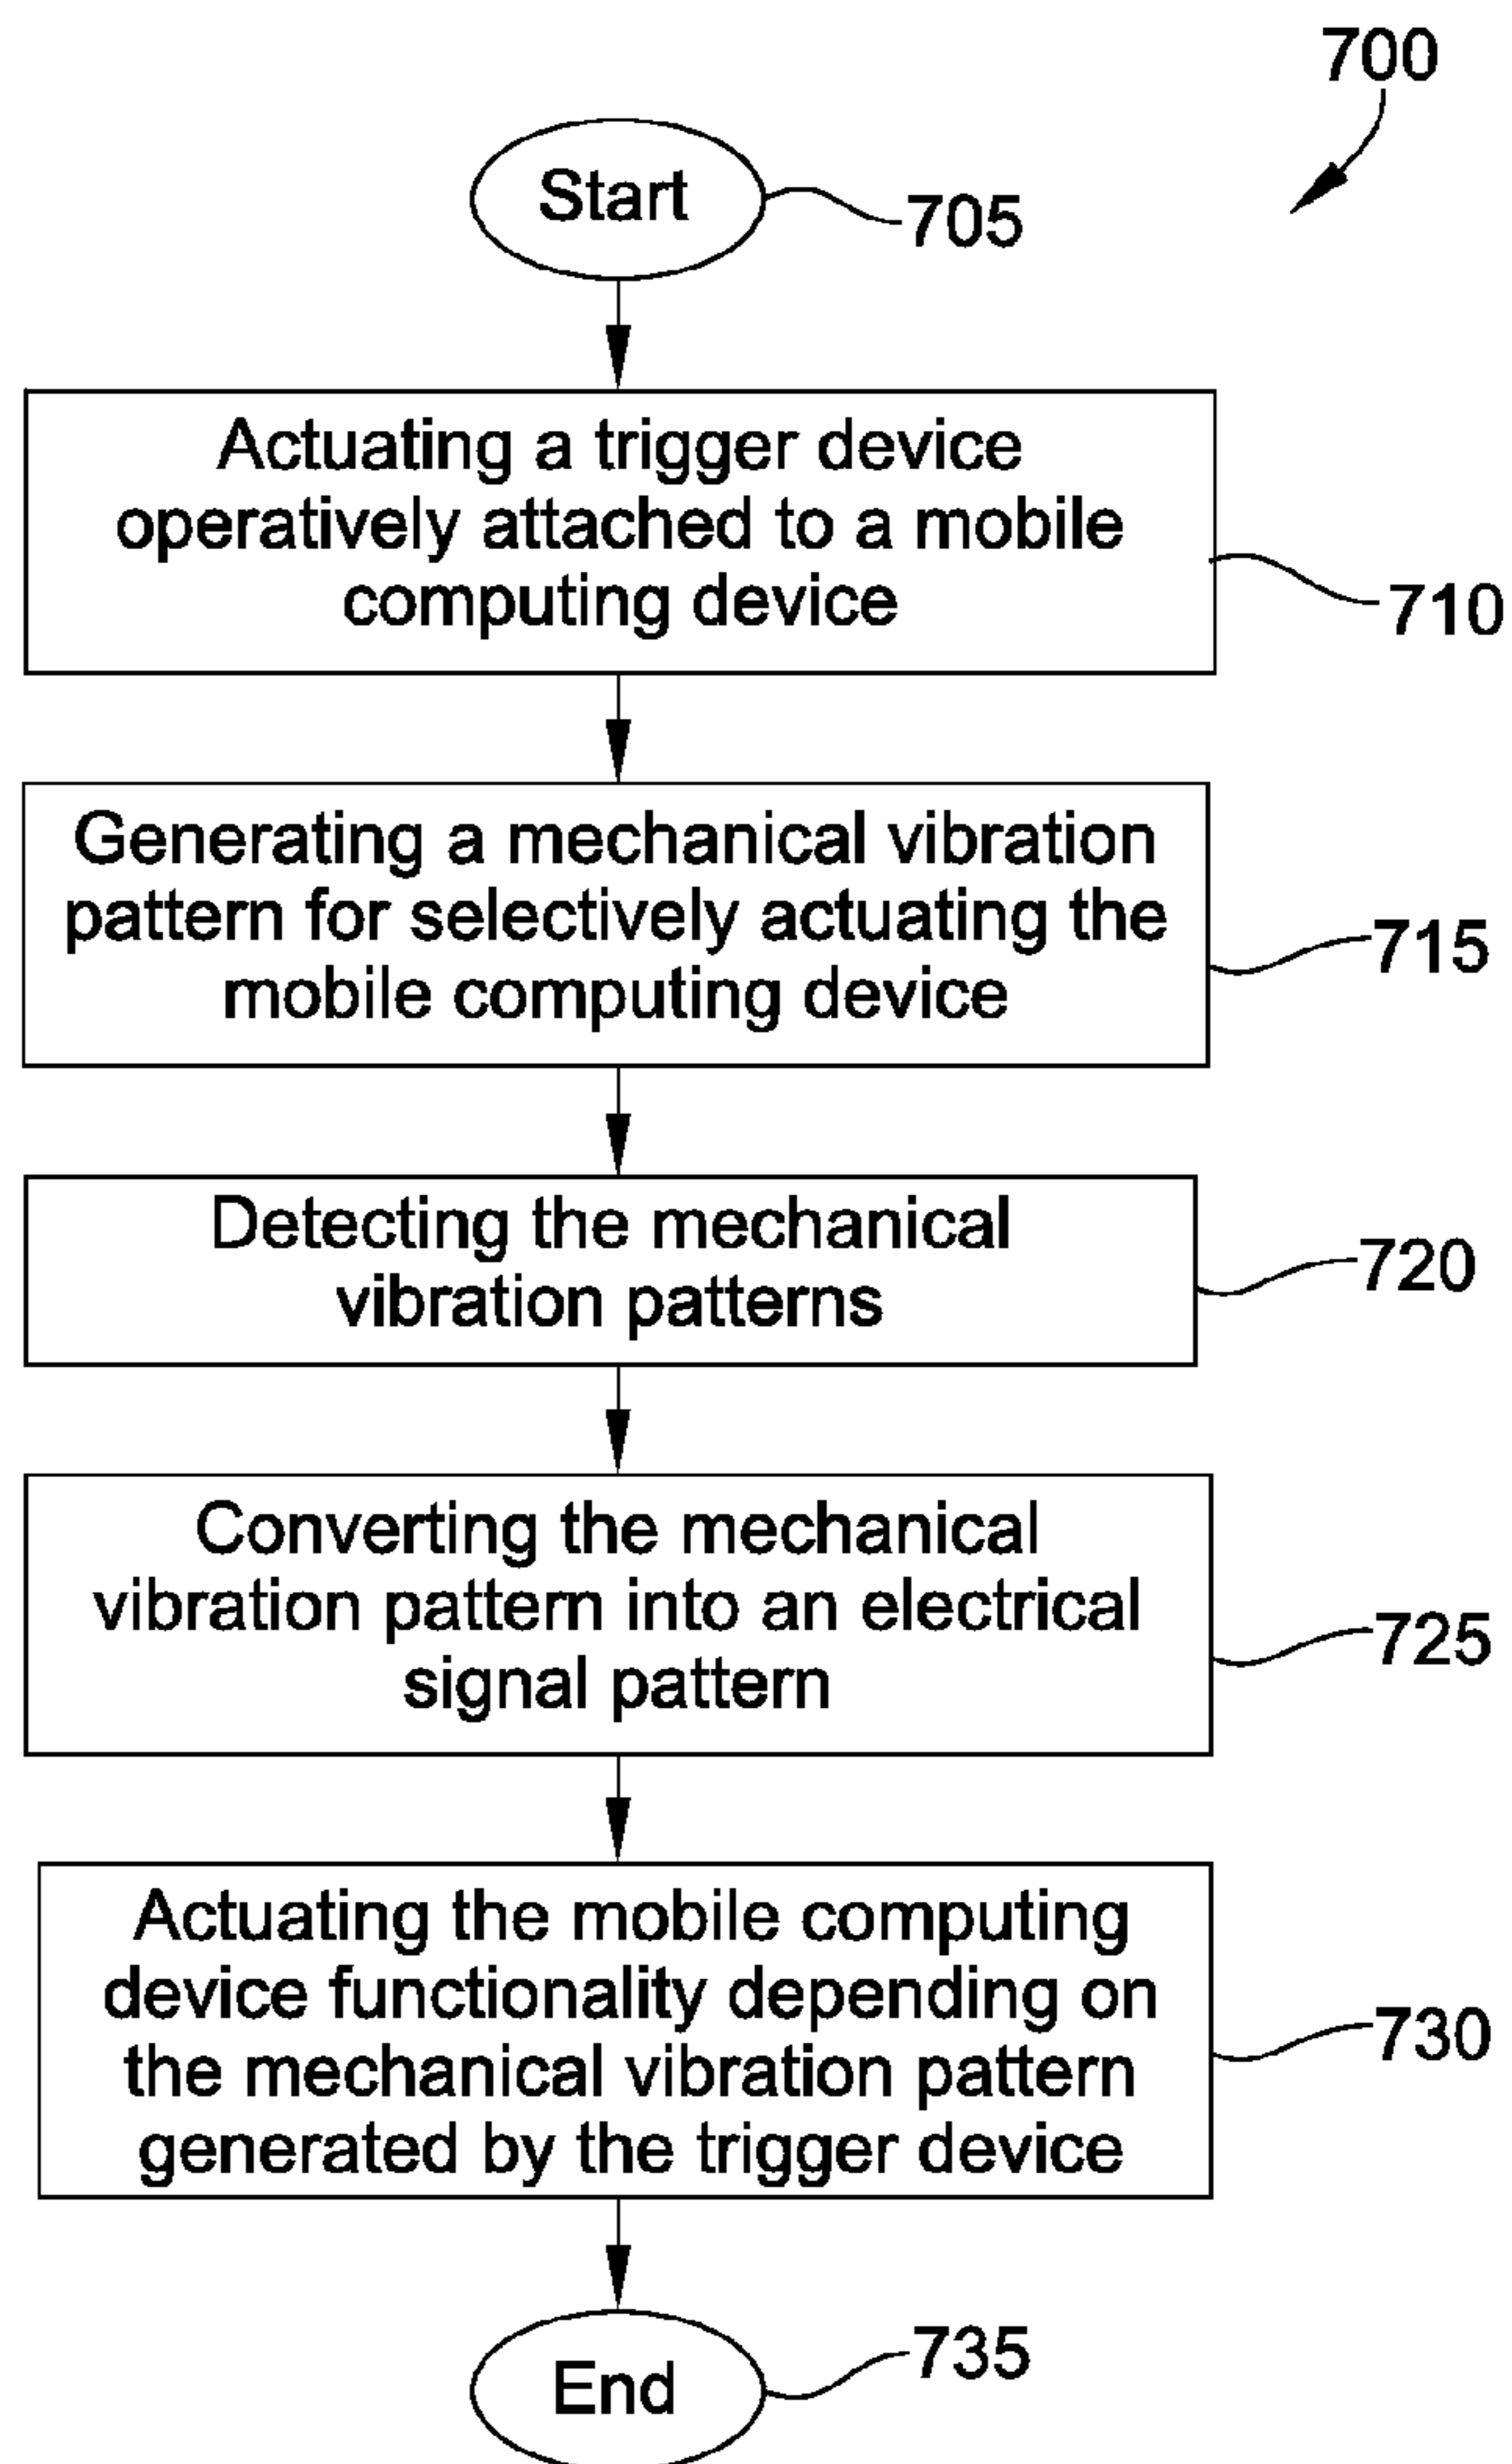 700
Start
705
Actuating a trigger device
operatively attached to a mobile
computing device
710
Generating a mechanical vibration
pattern for selectively actuating the
mobile computing device
715
Detecting the mechanical
vibration patterns
720
Converting the mechanical
vibration pattern into an electrical
signal pattern
725
Actuating the mobile computing
device functionality depending on
the mechanical vibration pattern
generated by the trigger device
730
End
735